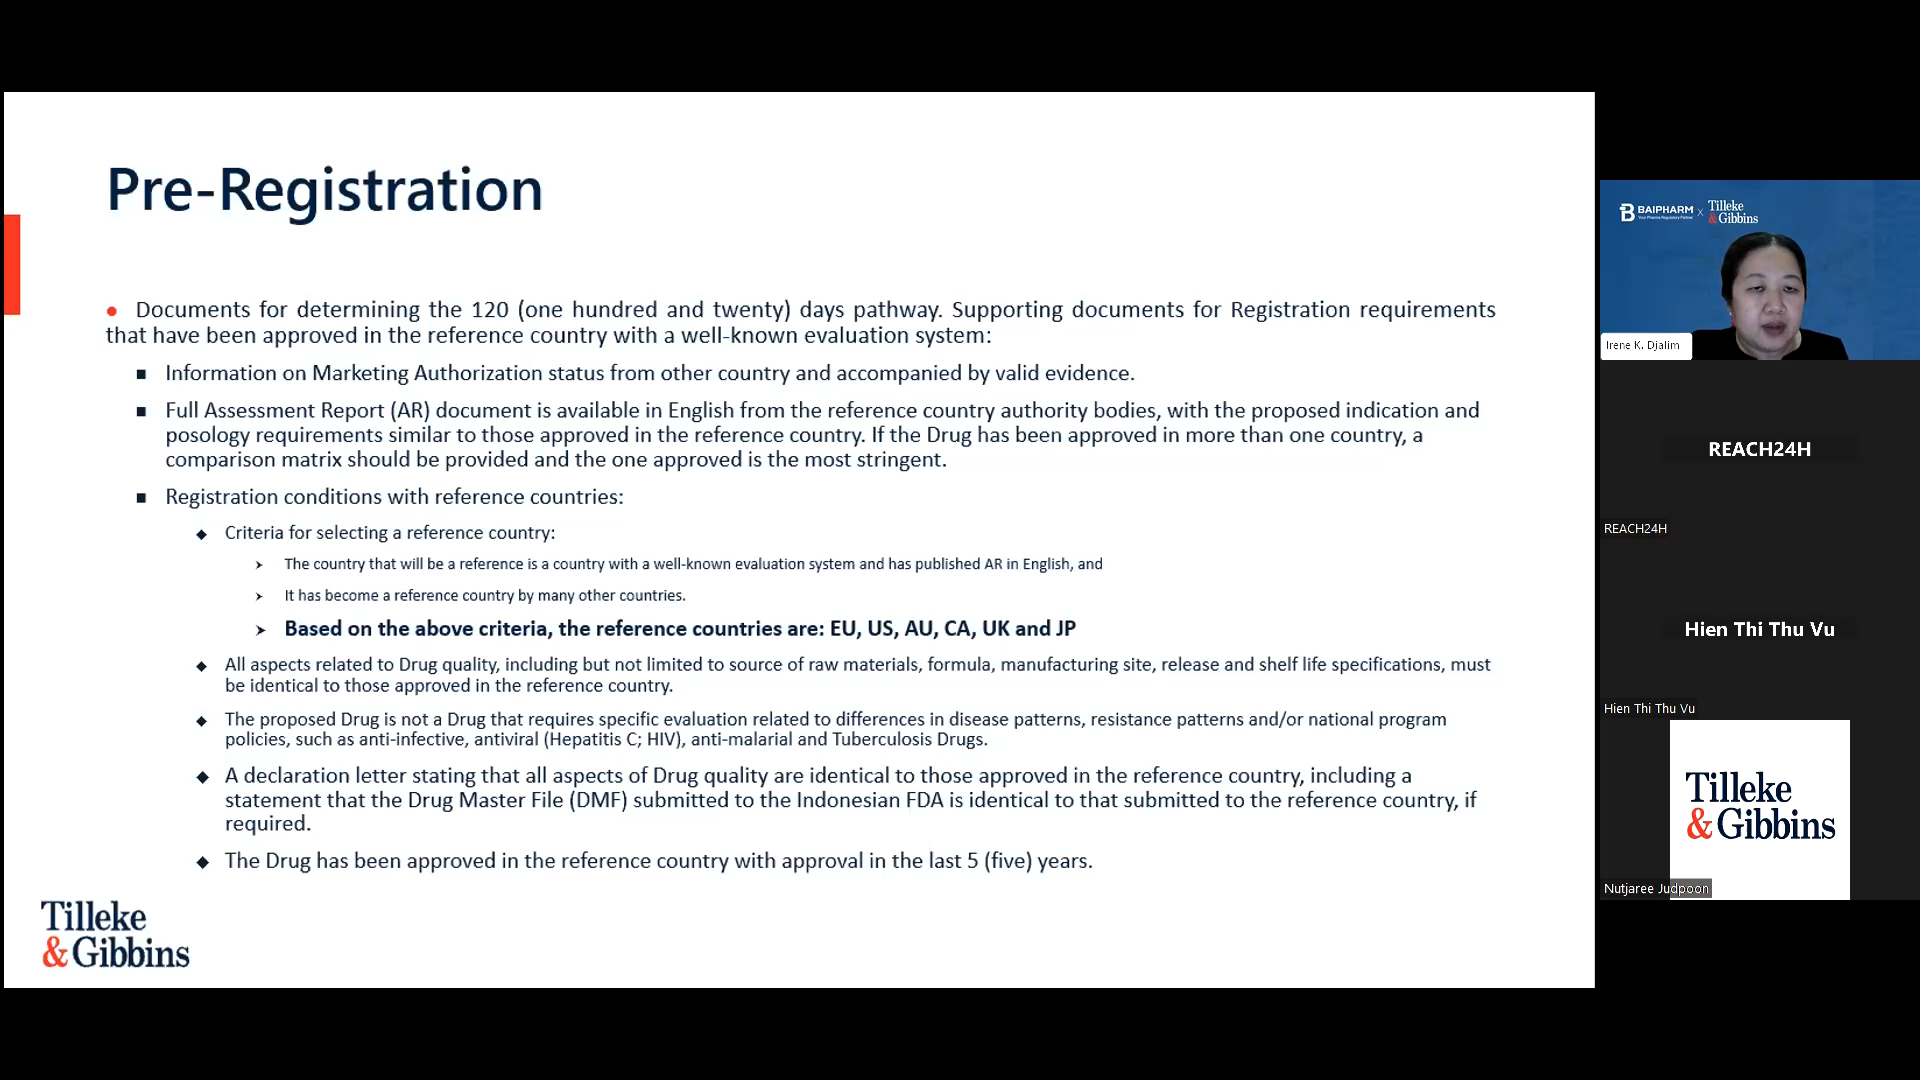 Pre-Registration
Documents for determining the 120 (one hundred and twenty) days pathway. Supporting documents for Registration requirements
that have been approved in the reference country with a well-known evaluation system:
Information on Marketing Authorization status from other country and accompanied by valid evidence.
Full Assessment Report (AR) document is available in English from the reference country authority bodies, with the proposed indication and
posology requirements similar to those approved in the reference country. If the Drug has been approved in more than one country, a
comparison matrix should be provided and the one approved is the most stringent.
Registration conditions with reference countries:
Criteria for selecting a reference country:
The country that will be a reference is a country with a well-known evaluation system and has published AR in English, and
It has become a reference country by many other countries.
Based on the above criteria, the reference countries are: EU, US, AU, CA, UK and JP
All aspects related to Drug quality, including but not limited to source of raw materials, formula, manufacturing site, release and shelf life specifications, must
be identical to those approved in the reference country.
The proposed Drug is not a Drug that requires specific evaluation related to differences in disease patterns, resistance patterns and/or national program
policies, such as anti-infective, antiviral (Hepatitis C; HIV), anti-malarial and Tuberculosis Drugs.
A declaration letter stating that all aspects of Drug quality are identical to those approved in the reference country, including a
statement that the Drug Master File (DMF) submitted to the Indonesian FDA is identical to that submitted to the reference country, if
required.
The Drug has been approved in the reference country with approval in the last 5 (five) years.
Tilleke
& Gibbins
BAIPHARM x Tilleke
Your Pharma Regulatory Partner & Gibbins
Irene K. Djalim
REACH24H
REACH24H
Hien Thi Thu Vu
Hien Thi Thu Vu
Tilleke
& Gibbins
Nutjaree Judpoon